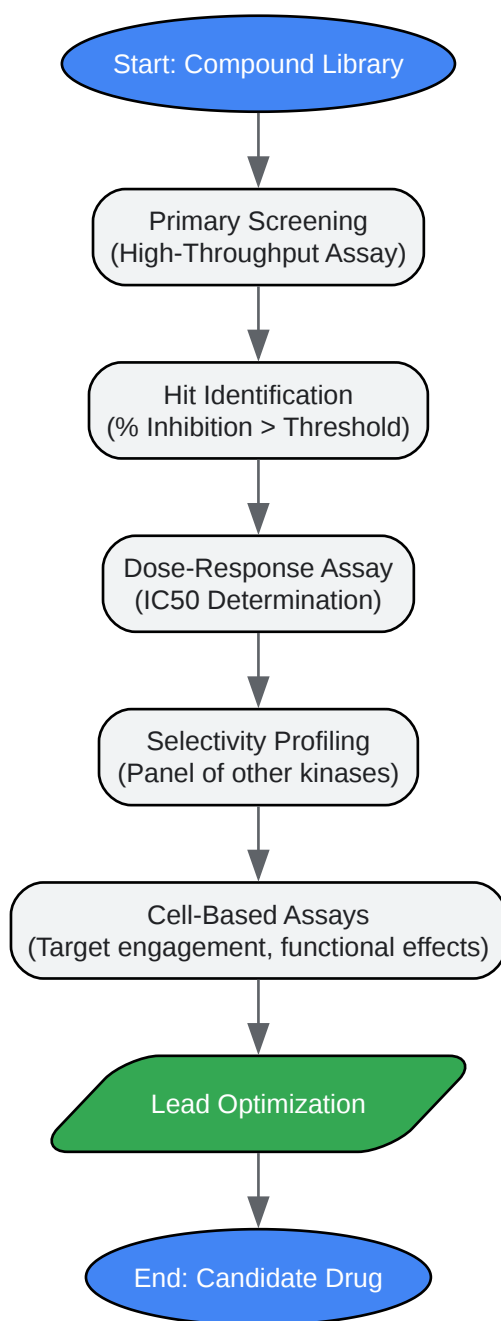 Start: Compound Library
Primary Screening
(High-Throughput Assay)
Hit Identification
(% Inhibition > Threshold)
Dose-Response Assay
(IC50 Determination)
Selectivity Profiling
(Panel of other kinases)
Cell-Based Assays
(Target engagement, functional effects)
Lead Optimization
End: Candidate Drug